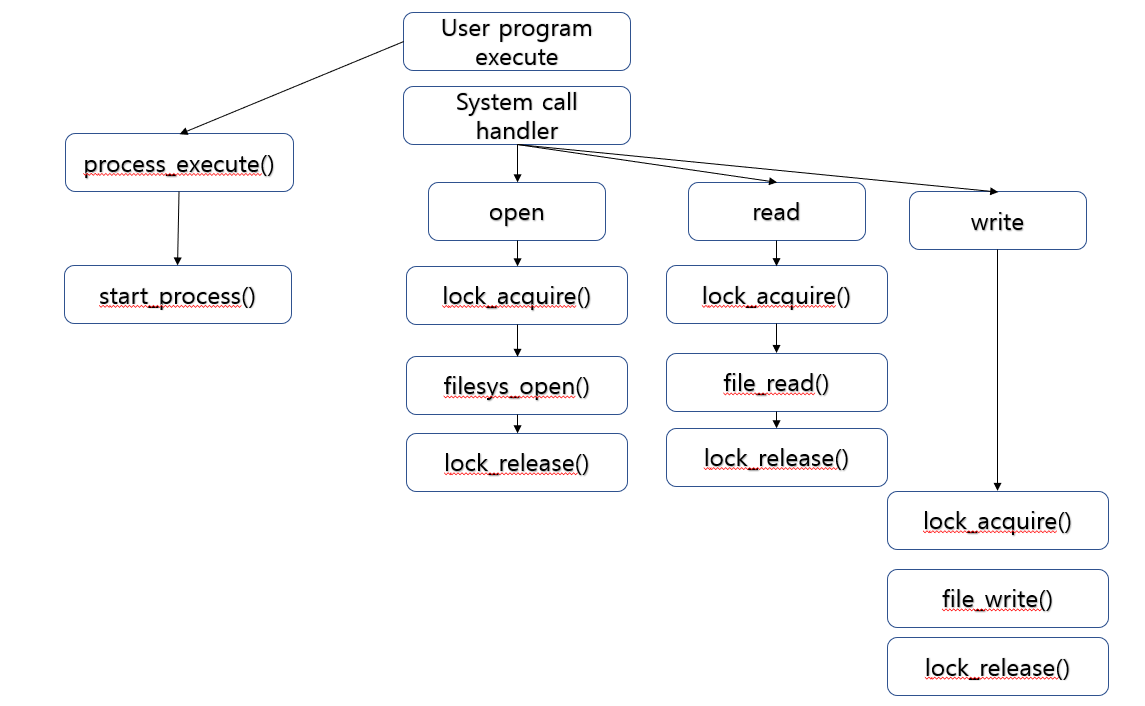 User program
execute
System call
handler
process_execute()
start_process()
open
lock_acquire()
filesys_open()
lock_release()
read
lock_acquire()
file_read()
lock_release()
write
lock_acquire()
file_write()
lock_release()